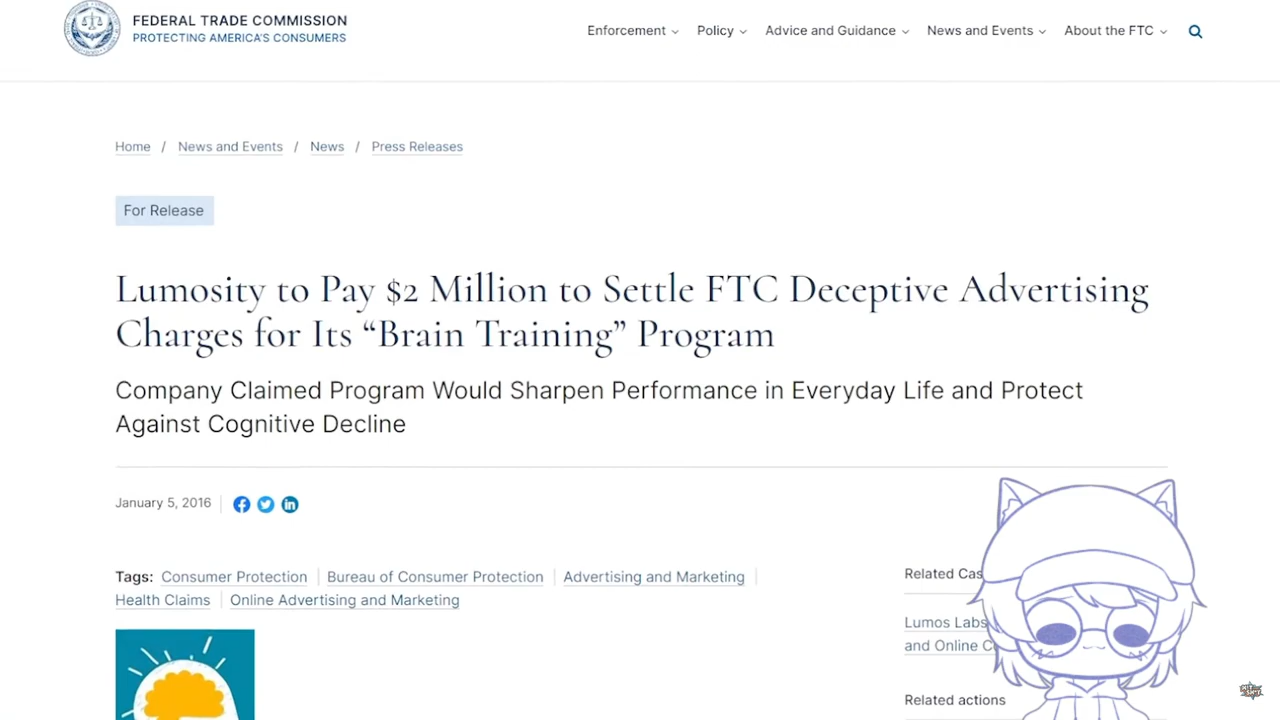 FEDERAL TRADE COMMISSION
PROTECTING AMERICA'S CONSUMERS
Enforcement Policy Advice and Guidance News and Events About the FTC
Home / News and Events / News / Press Releases
For Release
Lumosity to Pay $2 Million to Settle FTC Deceptive Advertising
Charges for Its “Brain Training” Program
Company Claimed Program Would Sharpen Performance in Everyday Life and Protect
Against Cognitive Decline
January 5, 2016
Tags: Consumer Protection Bureau of Consumer Protection Advertising and Marketing
Health Claims Online Advertising and Marketing
Related Cas
Lumos Labs
and Online C
Related actions